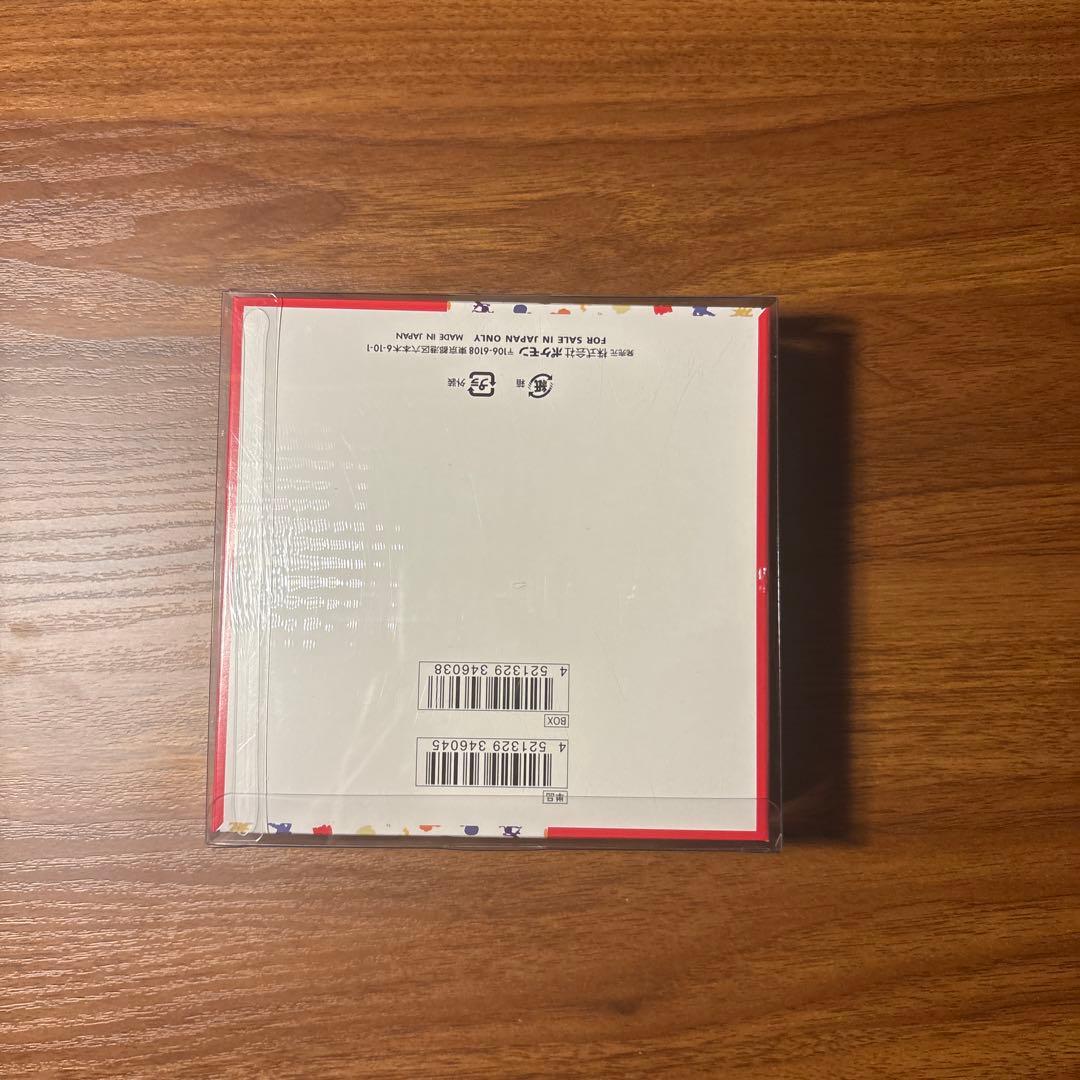 単品
4 521329 346045
BOX
4 521329 346038
箱 紙 外装 プラ
発売元 株式会社 ポケモン 〒106-6108 東京都港区六本木6-10-1
FOR SALE IN JAPAN ONLY MADE IN JAPAN